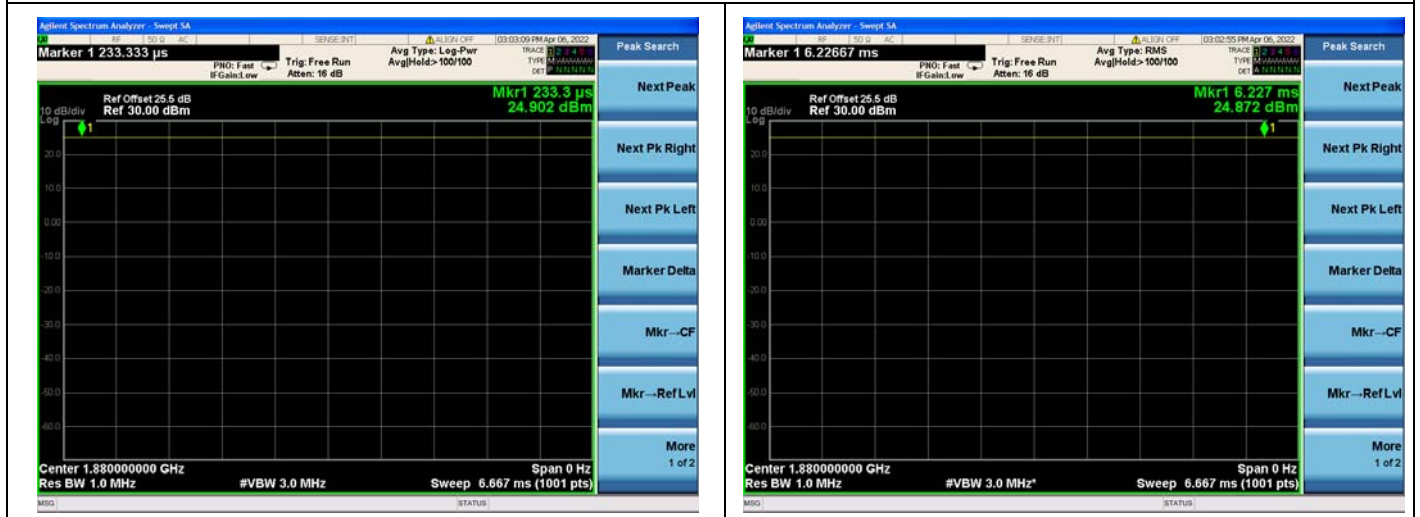 Agilent Spectrum Analyzer - Swept SA
RF 50 Ω AC SENSE:INT ALIGN OFF 03:03:09 PM Apr 06, 2022
Marker 1 233.333 µs
PNO: Fast
IFGain:Low
Trig: Free Run
Atten: 16 dB
Avg Type: Log-Pwr
Avg|Hold:>100/100
TRACE 1 2 3 4 5 6
TYPE M
DET P N N N N N
Peak Search
Ref Offset 25.5 dB
10 dB/div Ref 30.00 dBm
Log
Mkr1 233.3 µs
24.902 dBm
1
20.0
10.0
0.00
-10.0
-20.0
-30.0
-40.0
-50.0
-60.0
Center 1.880000000 GHz
Span 0 Hz
Res BW 1.0 MHz
#VBW 3.0 MHz
Sweep 6.667 ms (1001 pts)
MSG
STATUS
Next Peak
Next Pk Right
Next Pk Left
Marker Delta
Mkr→CF
Mkr→Ref Lvl
More
1 of 2
Agilent Spectrum Analyzer - Swept SA
RF 50 Ω AC SENSE:INT ALIGN OFF 03:02:55 PM Apr 06, 2022
Marker 1 6.22667 ms
PNO: Fast
IFGain:Low
Trig: Free Run
Atten: 16 dB
Avg Type: RMS
Avg|Hold:>100/100
TRACE 1 2 3 4 5 6
TYPE M
DET A N N N N N
Peak Search
Ref Offset 25.5 dB
10 dB/div Ref 30.00 dBm
Log
Mkr1 6.227 ms
24.872 dBm
1
20.0
10.0
0.00
-10.0
-20.0
-30.0
-40.0
-50.0
-60.0
Center 1.880000000 GHz
Span 0 Hz
Res BW 1.0 MHz
#VBW 3.0 MHz*
Sweep 6.667 ms (1001 pts)
MSG
STATUS
Next Peak
Next Pk Right
Next Pk Left
Marker Delta
Mkr→CF
Mkr→Ref Lvl
More
1 of 2